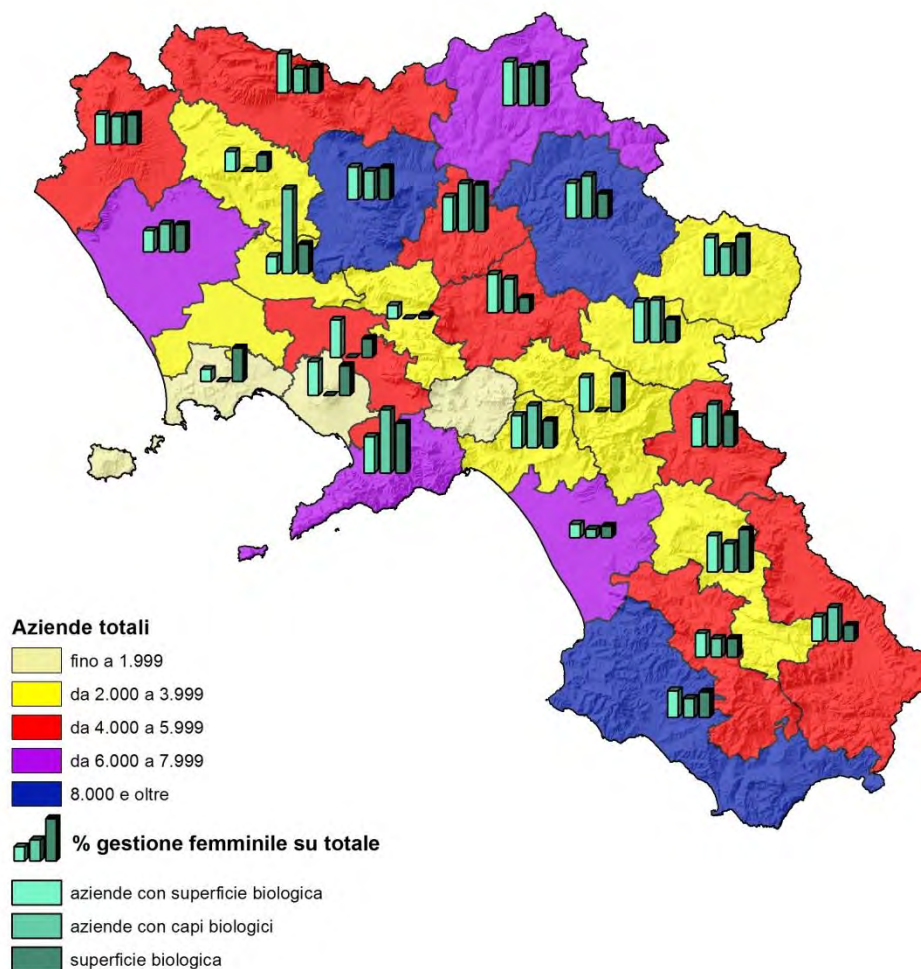 Aziende totali
fino a 1.999
da 2.000 a 3.999
da 4.000 a 5.999
da 6.000 a 7.999
8.000 e oltre
% gestione femminile su totale
aziende con superficie biologica
aziende con capi biologici
superficie biologica